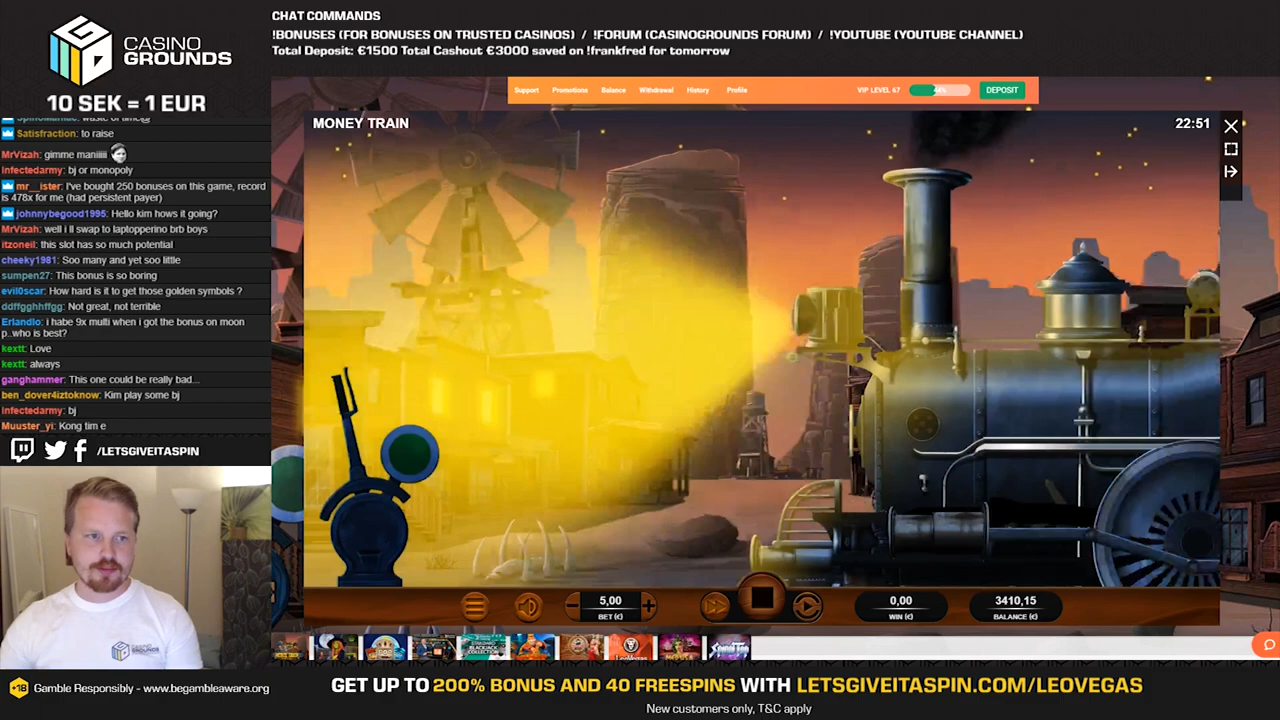 CHAT COMMANDS
!BONUSES (FOR BONUSES ON TRUSTED CASINOS) / !FORUM (CASINOGROUNDS FORUM) / !YOUTUBE (YOUTUBE CHANNEL)
Total Deposit: €1500 Total Cashout €3000 saved on !frankfred for tomorrow
CASINO
GROUNDS
10 SEK = 1 EUR
Support Promotions Balance Withdrawal History Profile VIP LEVEL 67 DEPOSIT
MONEY TRAIN
22:51
Satisfraction: to raise
MrVizah: gimme maniiiii
Infectedarmy: bj or monopoly
mr__ister: I've bought 250 bonuses on this game, record
is 478x for me (had persistent payer)
johnnybegood1995: Hello kim hows it going?
MrVizah: well i ll swap to laptopperino brb boys
itzoneil: this slot has so much potential
cheeky1981: Soo many and yet soo little
sumpen27: This bonus is so boring
evil0scar: How hard is it to get those golden symbols ?
ddffgghhffgg: Not great, not terrible
Erlandlo: i habe 9x multi when i got the bonus on moon
p..who is best?
kextt: Love
kextt: always
ganghammer: This one could be really bad...
ben_dover4iztoknow: Kim play some bj
infectedarmy: bj
Muuster_yi: Kong tim e
/LETSGIVEITASPIN
5,00
BET (€)
0,00
WIN (€)
3410,15
BALANCE (€)
CASINO
GROUNDS
+18 Gamble Responsibly - www.begambleaware.org
GET UP TO 200% BONUS AND 40 FREESPINS WITH LETSGIVEITASPIN.COM/LEOVEGAS
New customers only, T&C apply